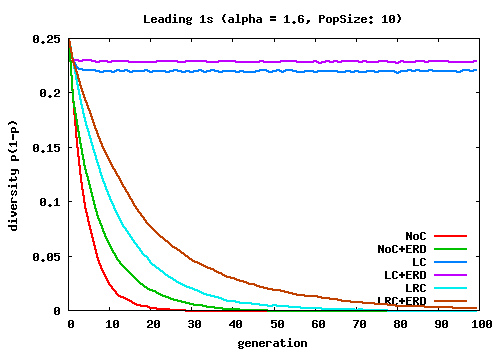 Leading 1s (alpha = 1.6, PopSize: 10)
0.25
0.2
0.15
0.1
0.05
0
diversity p(1-p)
NoC
NoC+ERD
LC
LC+ERD
LRC
LRC+ERD
0 10 20 30 40 50 60 70 80 90 100
generation